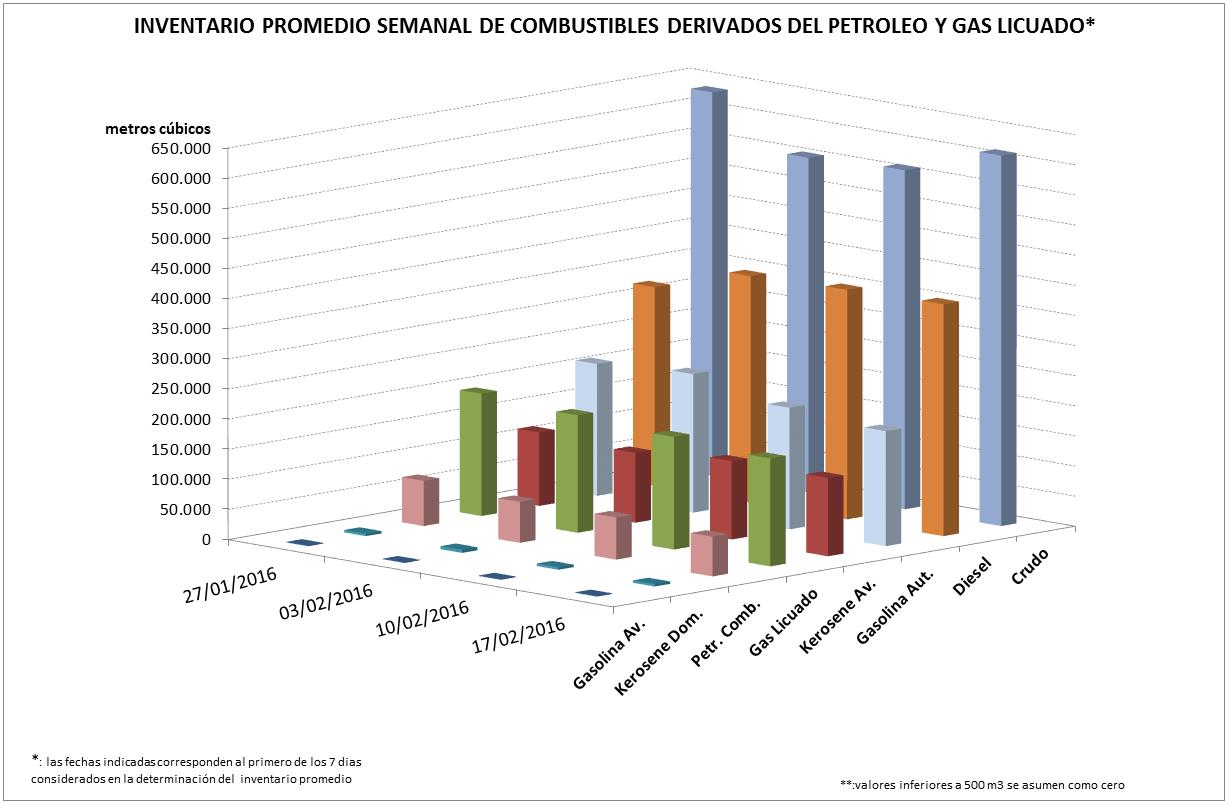 INVENTARIO PROMEDIO SEMANAL DE COMBUSTIBLES DERIVADOS DEL PETROLEO Y GAS LICUADO*
metros cúbicos
650.000
600.000
550.000
500.000
450.000
400.000
350.000
300.000
250.000
200.000
150.000
100.000
50.000
0
27/01/2016
03/02/2016
10/02/2016
17/02/2016
Gasolina Av.
Kerosene Dom.
Petr. Comb.
Gas Licuado
Kerosene Av.
Gasolina Aut.
Diesel
Crudo
*: las fechas indicadas corresponden al primero de los 7 dias
considerados en la determinación del inventario promedio
**:valores inferiores a 500 m3 se asumen como cero